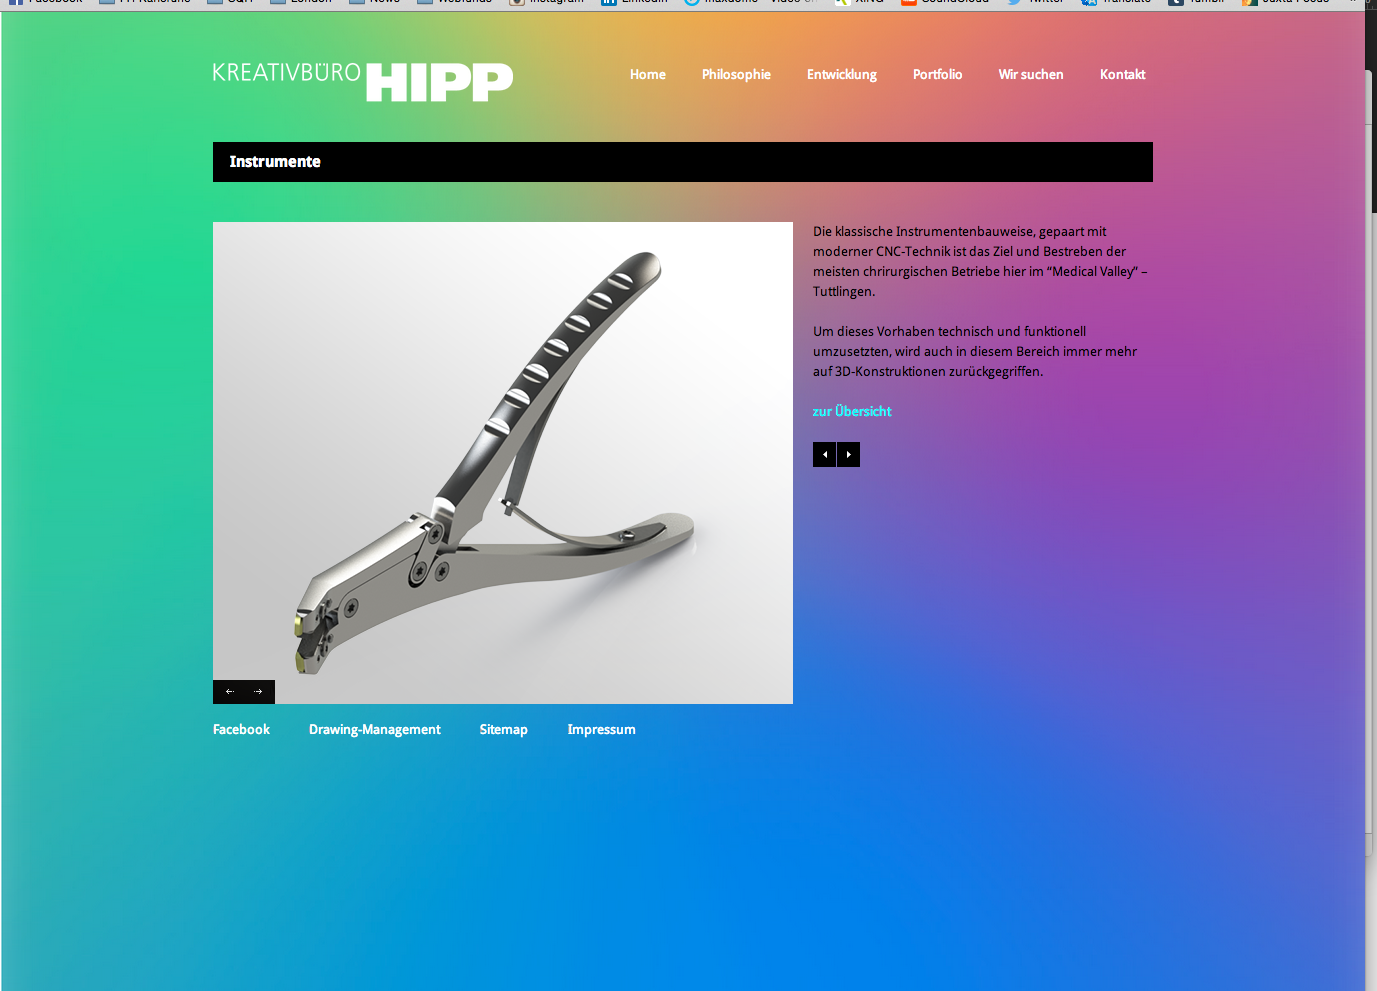 KREATIVBÜRO HIPP
Home Philosophie Entwicklung Portfolio Wir suchen Kontakt
Instrumente
Die klassische Instrumentenbauweise, gepaart mit
moderner CNC-Technik ist das Ziel und Bestreben der
meisten chrirurgischen Betriebe hier im “Medical Valley” –
Tuttlingen.
Um dieses Vorhaben technisch und funktionell
umzusetzten, wird auch in diesem Bereich immer mehr
auf 3D-Konstruktionen zurückgegriffen.
zur Übersicht
Facebook Drawing-Management Sitemap Impressum